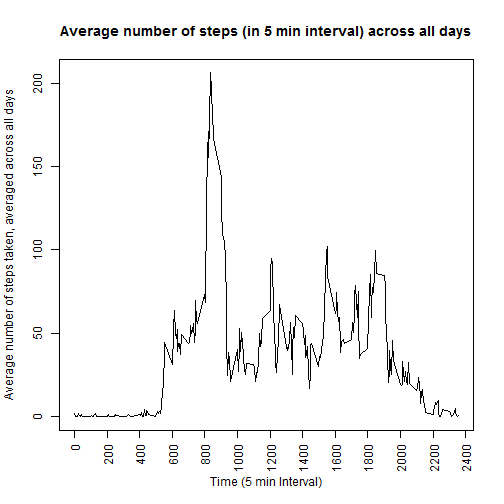 Average number of steps (in 5 min interval) across all days
Average number of steps taken, averaged across all days
200
150
100
50
0
0 200 400 600 800 1000 1200 1400 1600 1800 2000 2200 2400
Time (5 min Interval)